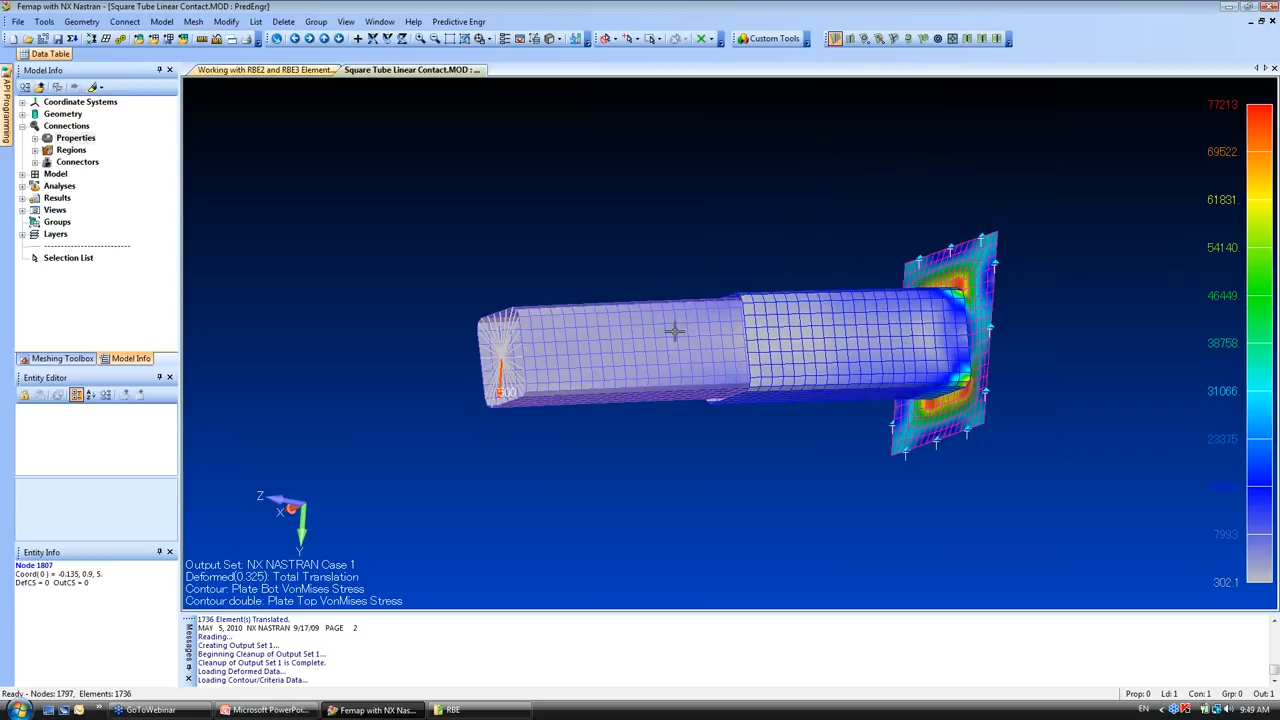 Femap with NX Nastran - [Square Tube Linear Contact.MOD : PredEngr]
File Tools Geometry Connect Model Mesh Modify List Delete Group View Window Help Predictive Engr
Custom Tools
Data Table
Model Info
Working with RBE2 and RBE3 Element...
Square Tube Linear Contact.MOD : ...
API Programming
Coordinate Systems
Geometry
Connections
Properties
Regions
Connectors
Model
Analyses
Results
Views
Groups
Layers
Selection List
Meshing Toolbox
Model Info
Entity Editor
Entity Info
Node 1807
Coord( 0 ) = -0.135, 0.9, 5.
DefCS = 0 OutCS = 0
77213.
69522.
61831.
54140.
46449.
38758.
31066.
23375.
7993.
302.1
500.
Z
X
Y
Output Set: NX NASTRAN Case 1
Deformed(0.325): Total Translation
Contour: Plate Bot VonMises Stress
Contour double: Plate Top VonMises Stress
Messages
1736 Element(s) Translated.
MAY 5, 2010 NX NASTRAN 9/17/09 PAGE 2
Reading...
Creating Output Set 1...
Beginning Cleanup of Output Set 1...
Cleanup of Output Set 1 is Complete.
Loading Deformed Data...
Loading Contour/Criteria Data...
Ready - Nodes: 1797, Elements: 1736
Prop: 0 Ld: 1 Con: 1 Grp: 0 Out: 1
GoToWebinar
Microsoft PowerPoi...
Femap with NX Nas...
RBE
EN
9:49 AM